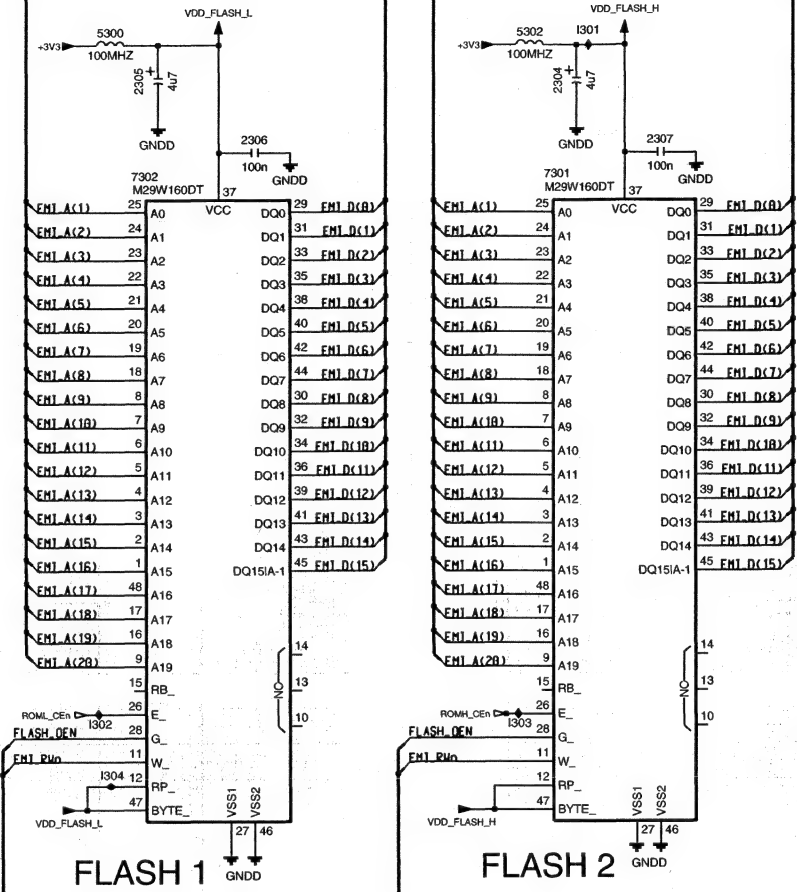 VDD_FLASH_L
+3V3
5300
100MHZ
2305
4u7
GNDD
2306
100n
GNDD
7302
M29W160DT
37
VCC
EMI_A(1) 25 A0
EMI_A(2) 24 A1
EMI_A(3) 23 A2
EMI_A(4) 22 A3
EMI_A(5) 21 A4
EMI_A(6) 20 A5
EMI_A(7) 19 A6
EMI_A(8) 18 A7
EMI_A(9) 8 A8
EMI_A(10) 7 A9
EMI_A(11) 6 A10
EMI_A(12) 5 A11
EMI_A(13) 4 A12
EMI_A(14) 3 A13
EMI_A(15) 2 A14
EMI_A(16) 1 A15
EMI_A(17) 48 A16
EMI_A(18) 17 A17
EMI_A(19) 16 A18
EMI_A(20) 9 A19
15 RB_
ROML_CEn I302 26 E_
FLASH_OEN 28 G_
EMI_RWn 11 W_
I304 12 RP_
VDD_FLASH_L 47 BYTE_
DQ0 29 EMI_D(0)
DQ1 31 EMI_D(1)
DQ2 33 EMI_D(2)
DQ3 35 EMI_D(3)
DQ4 38 EMI_D(4)
DQ5 40 EMI_D(5)
DQ6 42 EMI_D(6)
DQ7 44 EMI_D(7)
DQ8 30 EMI_D(8)
DQ9 32 EMI_D(9)
DQ10 34 EMI_D(10)
DQ11 36 EMI_D(11)
DQ12 39 EMI_D(12)
DQ13 41 EMI_D(13)
DQ14 43 EMI_D(14)
DQ15|A-1 45 EMI_D(15)
NC
14
13
10
VSS1
VSS2
27
46
GNDD
FLASH 1
VDD_FLASH_H
+3V3
5302
100MHZ
I301
2304
4u7
GNDD
2307
100n
GNDD
7301
M29W160DT
37
VCC
EMI_A(1) 25 A0
EMI_A(2) 24 A1
EMI_A(3) 23 A2
EMI_A(4) 22 A3
EMI_A(5) 21 A4
EMI_A(6) 20 A5
EMI_A(7) 19 A6
EMI_A(8) 18 A7
EMI_A(9) 8 A8
EMI_A(10) 7 A9
EMI_A(11) 6 A10
EMI_A(12) 5 A11
EMI_A(13) 4 A12
EMI_A(14) 3 A13
EMI_A(15) 2 A14
EMI_A(16) 1 A15
EMI_A(17) 48 A16
EMI_A(18) 17 A17
EMI_A(19) 16 A18
EMI_A(20) 9 A19
15 RB_
ROMH_CEn I303 26 E_
FLASH_OEN 28 G_
EMI_RWn 11 W_
12 RP_
VDD_FLASH_H 47 BYTE_
DQ0 29 EMI_D(0)
DQ1 31 EMI_D(1)
DQ2 33 EMI_D(2)
DQ3 35 EMI_D(3)
DQ4 38 EMI_D(4)
DQ5 40 EMI_D(5)
DQ6 42 EMI_D(6)
DQ7 44 EMI_D(7)
DQ8 30 EMI_D(8)
DQ9 32 EMI_D(9)
DQ10 34 EMI_D(10)
DQ11 36 EMI_D(11)
DQ12 39 EMI_D(12)
DQ13 41 EMI_D(13)
DQ14 43 EMI_D(14)
DQ15|A-1 45 EMI_D(15)
NC
14
13
10
VSS1
VSS2
27
46
GNDD
FLASH 2